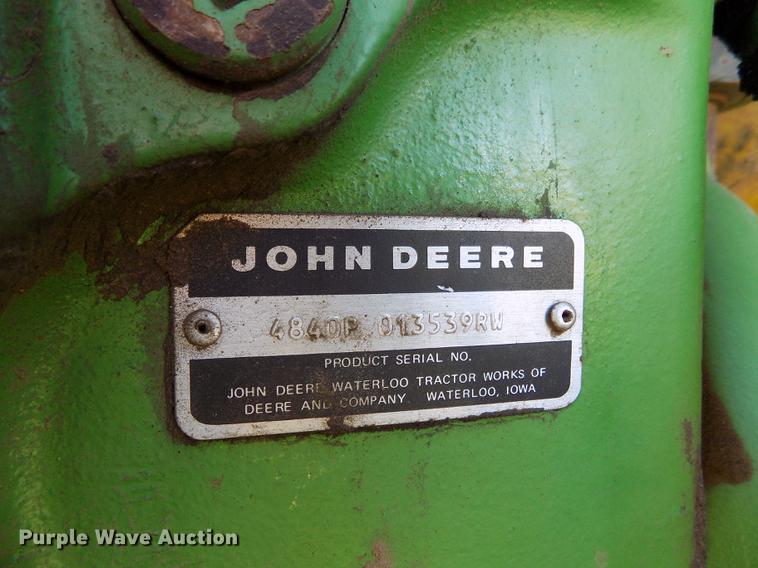 JOHN DEERE
4840P 013539RW
PRODUCT SERIAL NO.
JOHN DEERE WATERLOO TRACTOR WORKS OF
DEERE AND COMPANY WATERLOO, IOWA
Purple Wave Auction